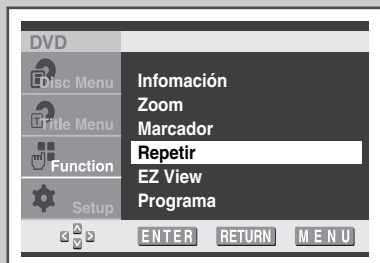 DVD
Disc Menu
Title Menu
Function
Setup
Infomación
Zoom
Marcador
Repetir
EZ View
Programa
ENTER RETURN MENU